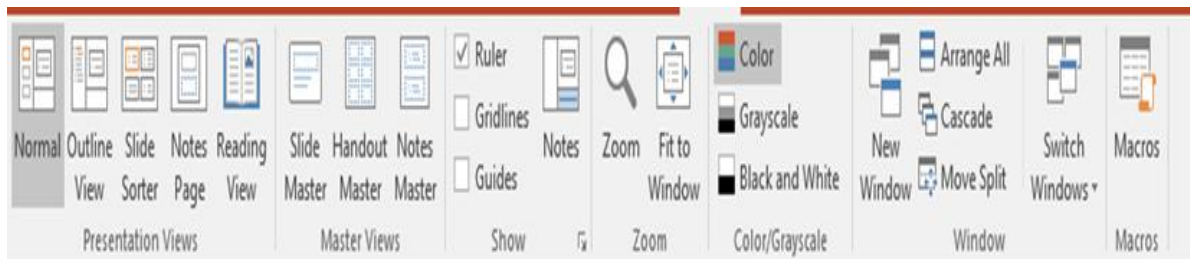 Normal
Outline View
Slide Sorter
Notes Page
Reading View
Presentation Views
Slide Master
Handout Master
Notes Master
Master Views
Ruler
Gridlines
Guides
Notes
Show
Zoom
Fit to Window
Zoom
Color
Grayscale
Black and White
Color/Grayscale
New Window
Arrange All
Cascade
Move Split
Switch Windows
Window
Macros
Macros